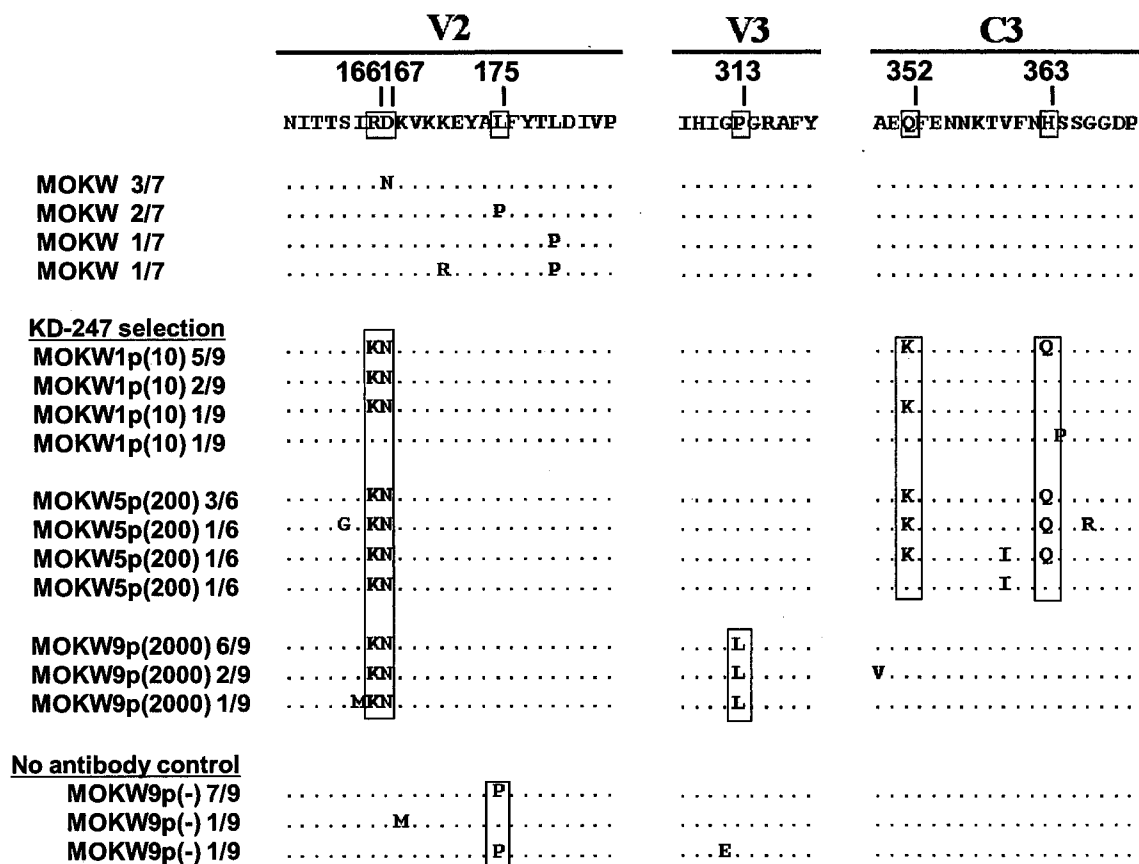 V2 V3 C3
166167 175 313 352 363
NITTSIRDKVKKEYALFYTLDIVP IHIGPGRAFY AEQFENNKTVFNHSSGGDP
MOKW 3/7 .......N................ .......... ...................
MOKW 2/7 ...............P........ .......... ...................
MOKW 1/7 ...................P.... .......... ...................
MOKW 1/7 ...........R.......P.... .......... ...................
KD-247 selection
MOKW1p(10) 5/9 ......KN................ .......... ..K.........Q......
MOKW1p(10) 2/9 ......KN................ .......... ...................
MOKW1p(10) 1/9 ......KN................ .......... ..K................
MOKW1p(10) 1/9 ........................ .......... .............P.....
MOKW5p(200) 3/6 ......KN................ .......... ..K.........Q......
MOKW5p(200) 1/6 ....G.KN................ .......... ..K.........Q..R...
MOKW5p(200) 1/6 ......KN................ .......... ..K......I..Q......
MOKW5p(200) 1/6 ......KN................ .......... .........I.........
MOKW9p(2000) 6/9 ......KN................ ....L..... ...................
MOKW9p(2000) 2/9 ......KN................ ....L..... V..................
MOKW9p(2000) 1/9 .....MKN................ ....L..... ...................
No antibody control
MOKW9p(-) 7/9 ...............P........ .......... ...................
MOKW9p(-) 1/9 ........M............... .......... ...................
MOKW9p(-) 1/9 ...............P........ ...E...... ...................